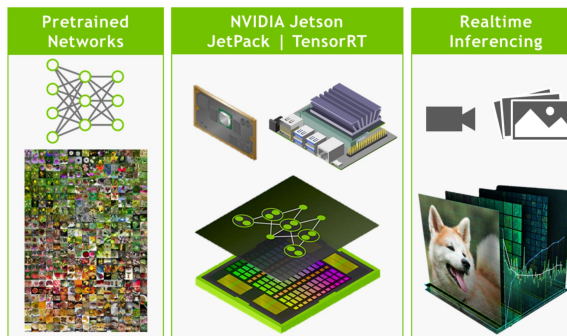 Pretrained
Networks
NVIDIA Jetson
JetPack | TensorRT
Realtime
Inferencing